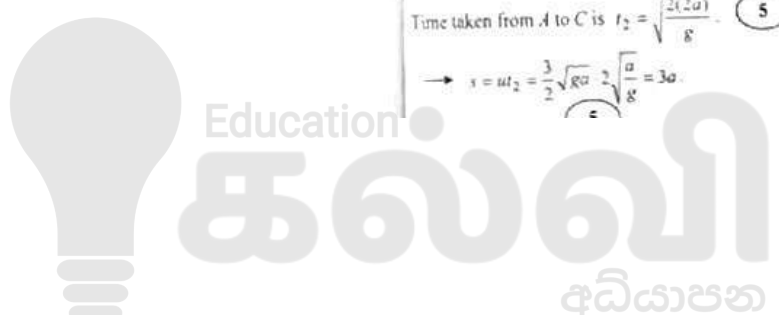 Time taken from A to C is t₂ = √(2(2a)/g) . 5
→ s = ut₂ = 3/2 √ga 2√(a/g) = 3a .
5
Education
கல்வி
අධ්‍යාපන